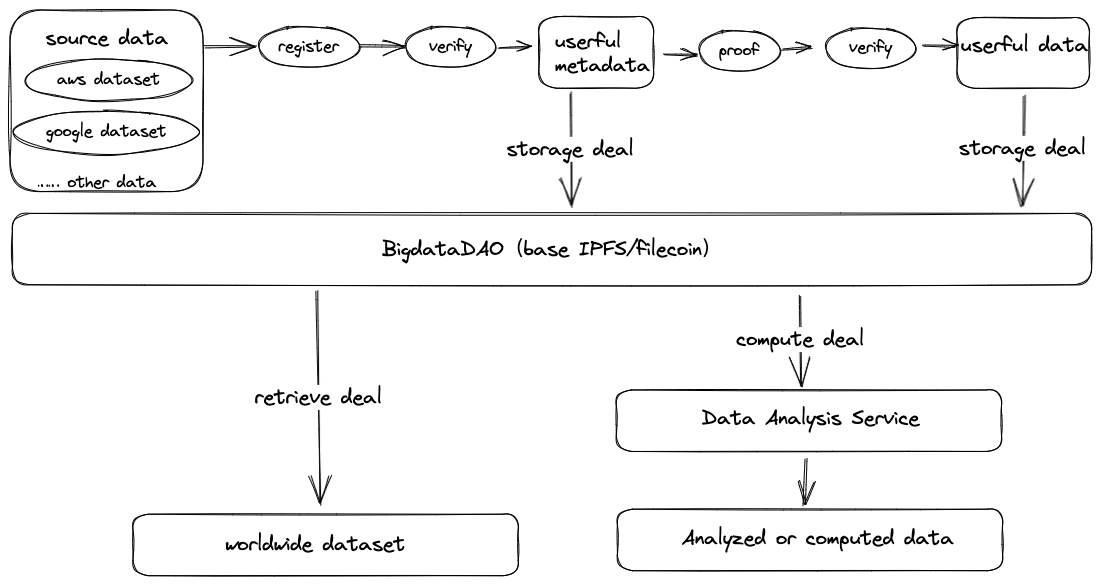 source data
aws dataset
google dataset
...... other data
register
verify
userful
metadata
proof
verify
userful data
storage deal
storage deal
BigdataDAO (base IPFS/filecoin)
retrieve deal
compute deal
Data Analysis Service
worldwide dataset
Analyzed or computed data